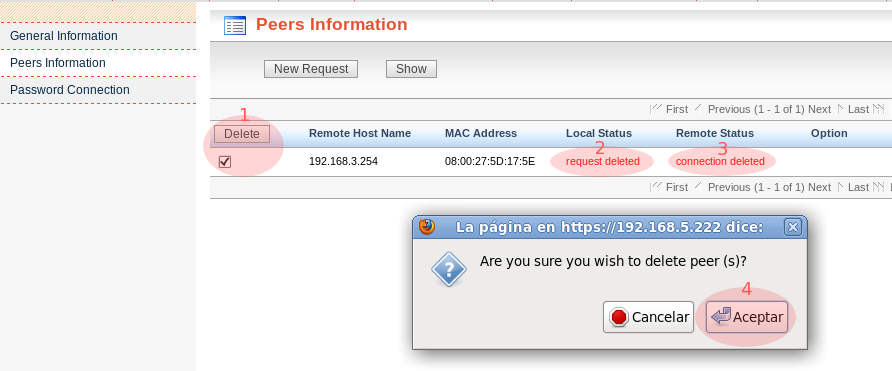 General Information
Peers Information
Password Connection
Peers Information
New Request Show
First Previous (1 - 1 of 1) Next Last
1
Delete Remote Host Name MAC Address Local Status Remote Status Option
2 3
192.168.3.254 08:00:27:5D:17:5E request deleted connection deleted
First Previous (1 - 1 of 1) Next Last
La página en https://192.168.5.222 dice:
?
Are you sure you wish to delete peer (s)?
4
Cancelar Aceptar